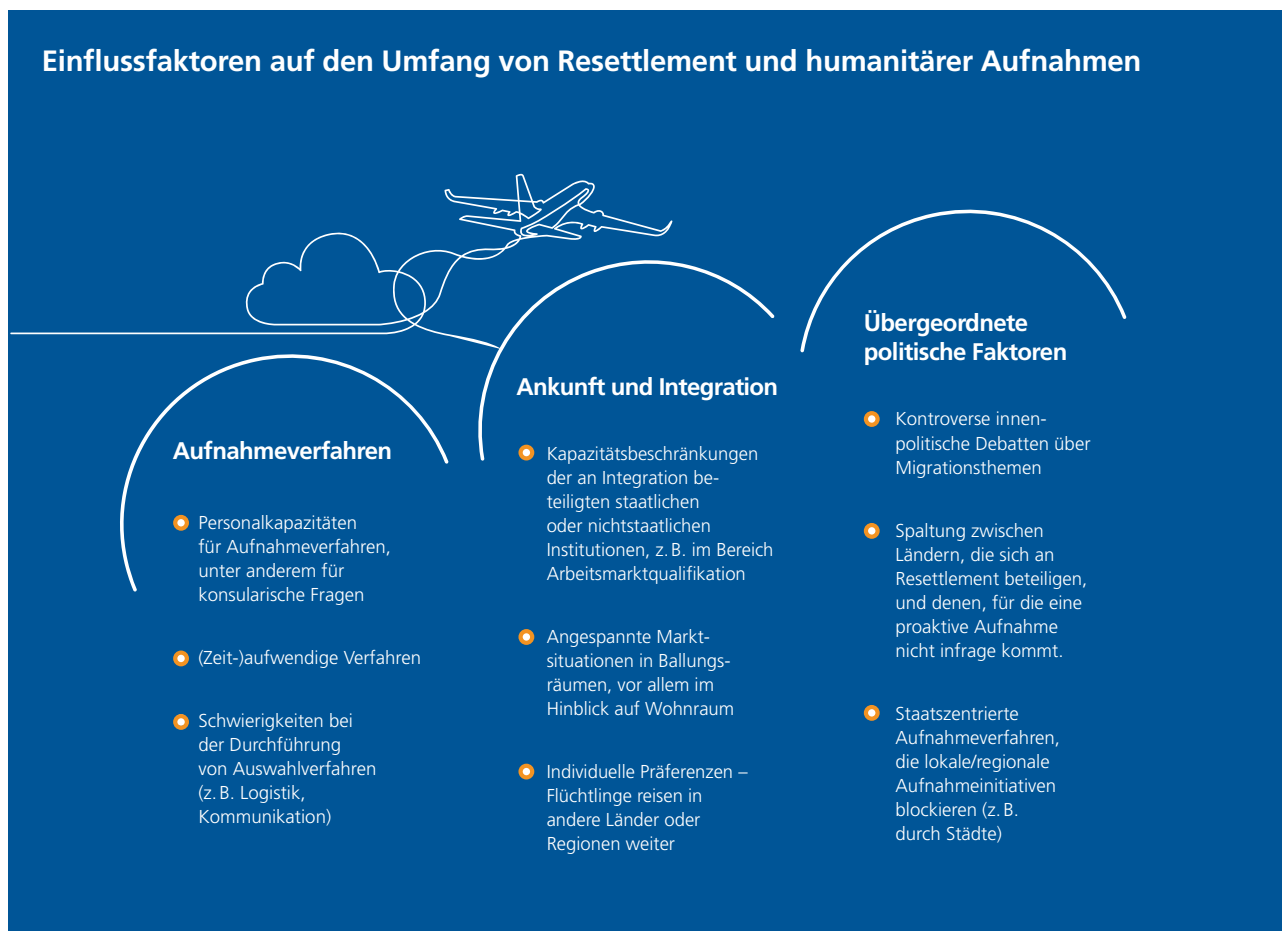 Einflussfaktoren auf den Umfang von Resettlement und humanitärer Aufnahmen
Aufnahmeverfahren
Personalkapazitäten
für Aufnahmeverfahren,
unter anderem für
konsularische Fragen
(Zeit-)aufwendige Verfahren
Schwierigkeiten bei
der Durchführung
von Auswahlverfahren
(z. B. Logistik,
Kommunikation)
Ankunft und Integration
Kapazitätsbeschränkungen
der an Integration be-
teiligten staatlichen
oder nichtstaatlichen
Institutionen, z. B. im Bereich
Arbeitsmarktqualifikation
Angespannte Markt-
situationen in Ballungs-
räumen, vor allem im
Hinblick auf Wohnraum
Individuelle Präferenzen –
Flüchtlinge reisen in
andere Länder oder
Regionen weiter
Übergeordnete
politische Faktoren
Kontroverse innen-
politische Debatten über
Migrationsthemen
Spaltung zwischen
Ländern, die sich an
Resettlement beteiligen,
und denen, für die eine
proaktive Aufnahme
nicht infrage kommt.
Staatszentrierte
Aufnahmeverfahren,
die lokale/regionale
Aufnahmeinitiativen
blockieren (z. B.
durch Städte)